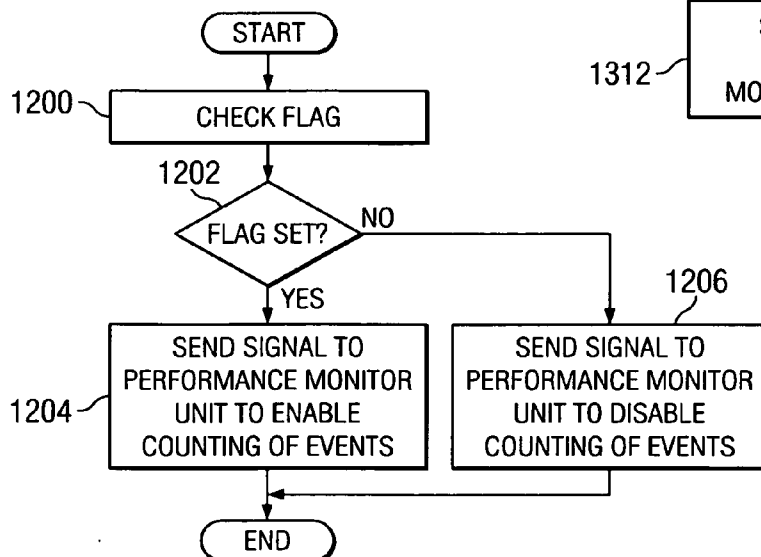 START
1200
CHECK FLAG
1312
MO
1202
FLAG SET?
NO
YES
1206
SEND SIGNAL TO
PERFORMANCE MONITOR
UNIT TO ENABLE
COUNTING OF EVENTS
1204
SEND SIGNAL TO
PERFORMANCE MONITOR
UNIT TO DISABLE
COUNTING OF EVENTS
END